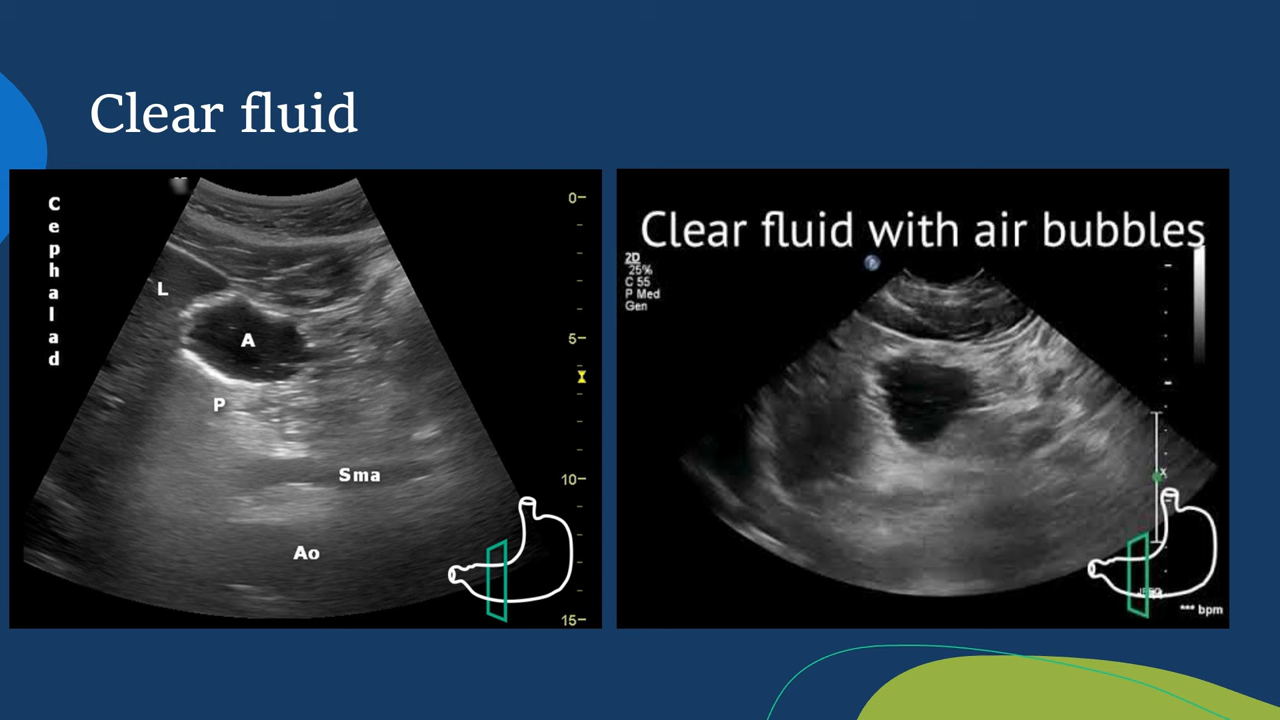 Clear fluid
Cephalad
0
L
A
5
P
Sma
10
Ao
15
Clear fluid with air bubbles
2D
25%
C 55
P Med
Gen
X
*** bpm